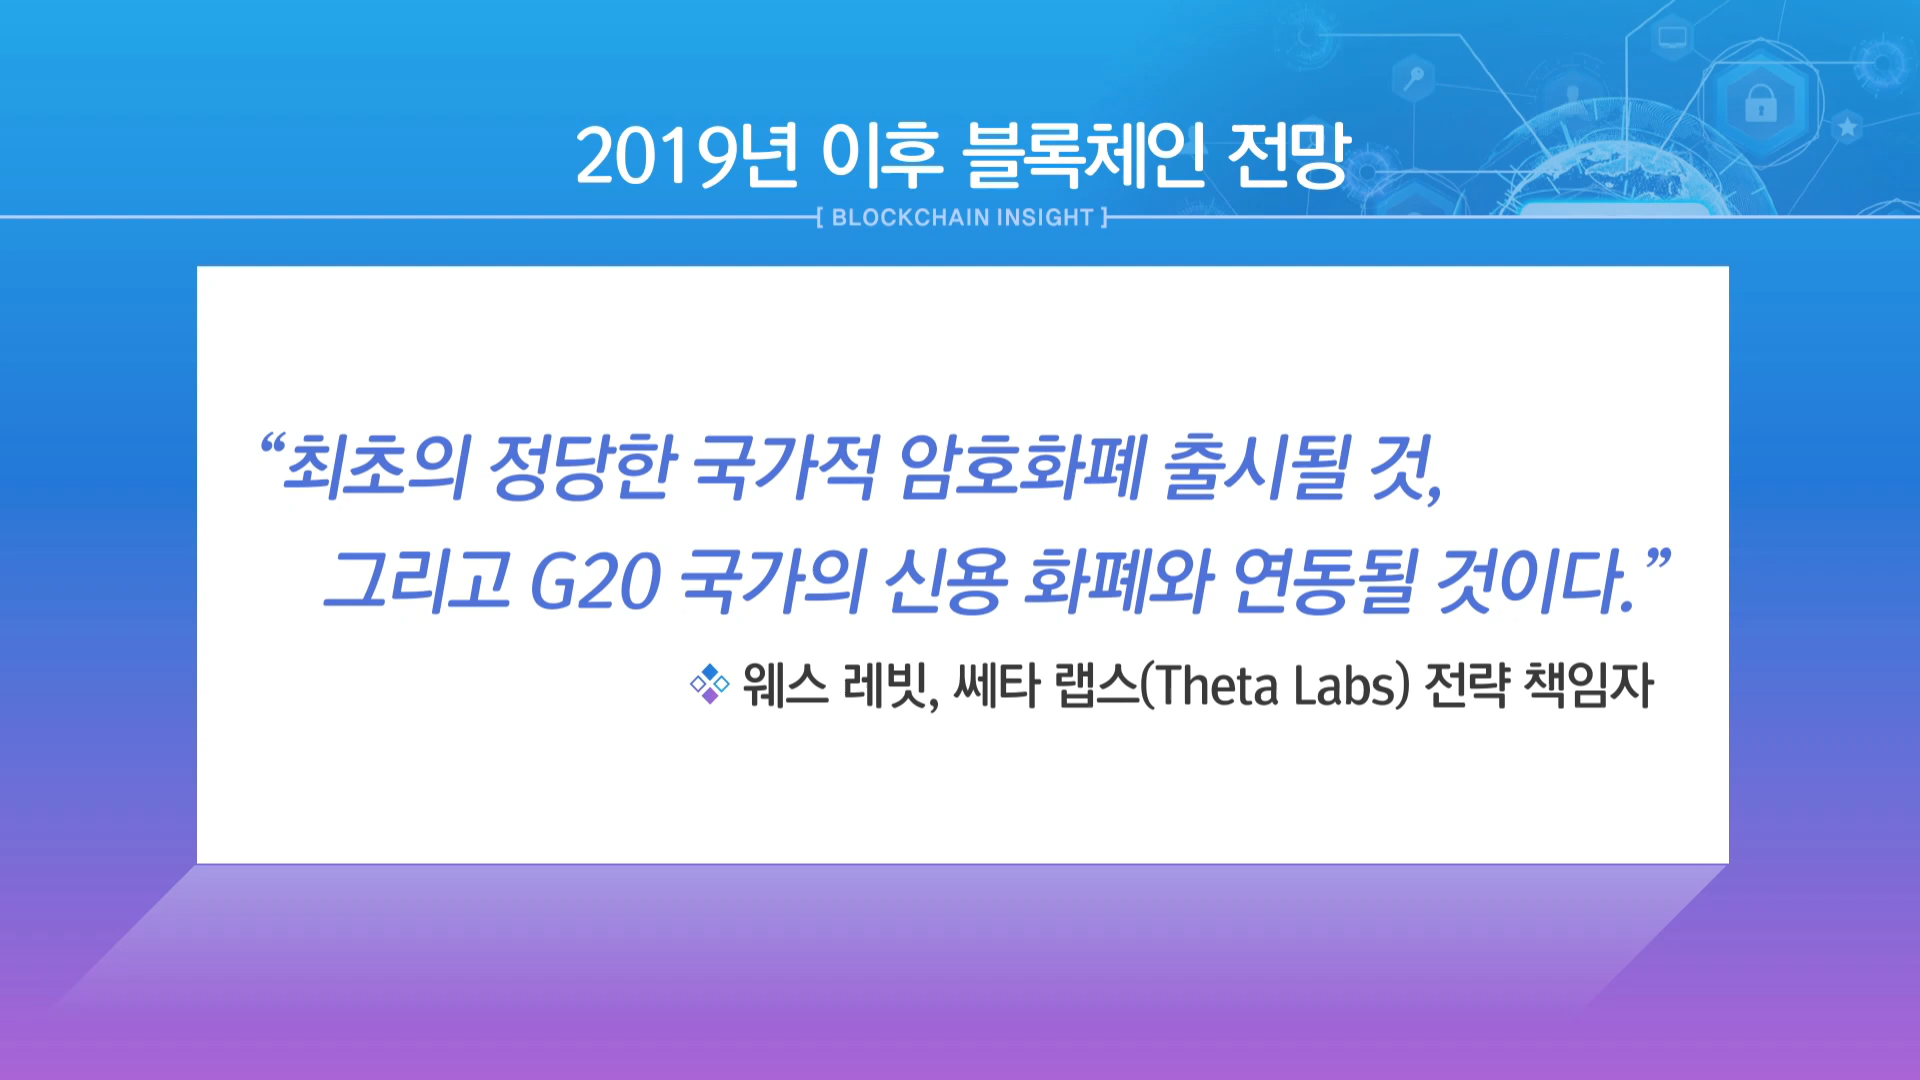 2019년 이후 블록체인 전망
[ BLOCKCHAIN INSIGHT ]
“최초의 정당한 국가적 암호화폐 출시될 것,
그리고 G20 국가의 신용 화폐와 연동될 것이다.”
웨스 레빗, 쎄타 랩스(Theta Labs) 전략 책임자